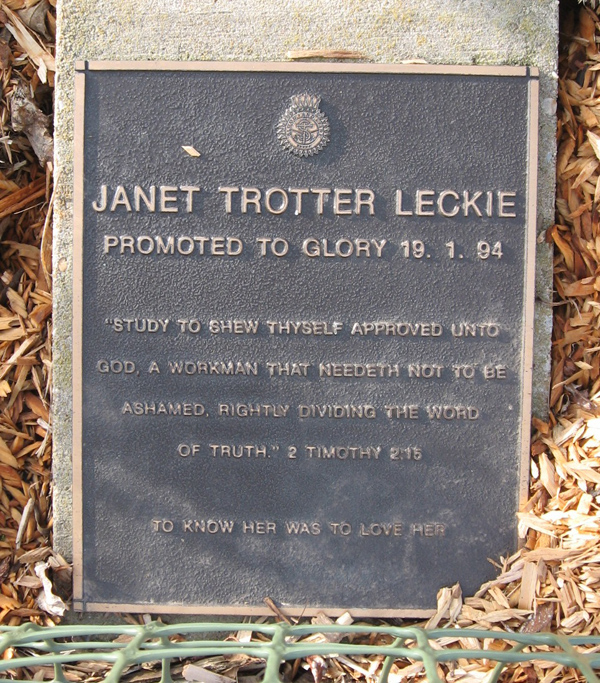 JANET TROTTER LECKIE
PROMOTED TO GLORY 19. 1. 94
"STUDY TO SHEW THYSELF APPROVED UNTO
GOD, A WORKMAN THAT NEEDETH NOT TO BE
ASHAMED, RIGHTLY DIVIDING THE WORD
OF TRUTH." 2 TIMOTHY 2:15
TO KNOW HER WAS TO LOVE HER